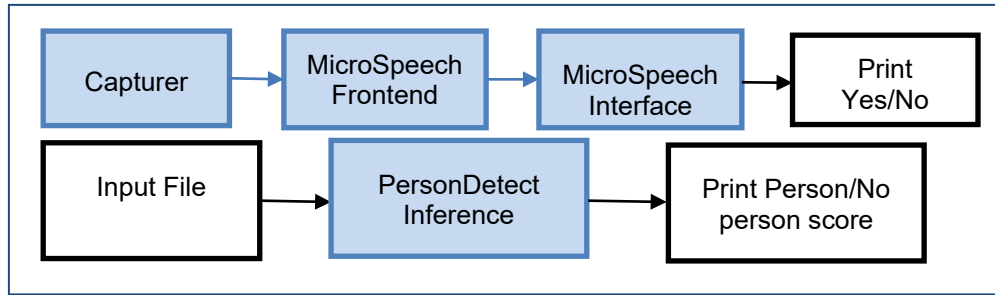 Capturer
MicroSpeech
Frontend
MicroSpeech
Interface
Print
Yes/No
Input File
PersonDetect
Inference
Print Person/No
person score